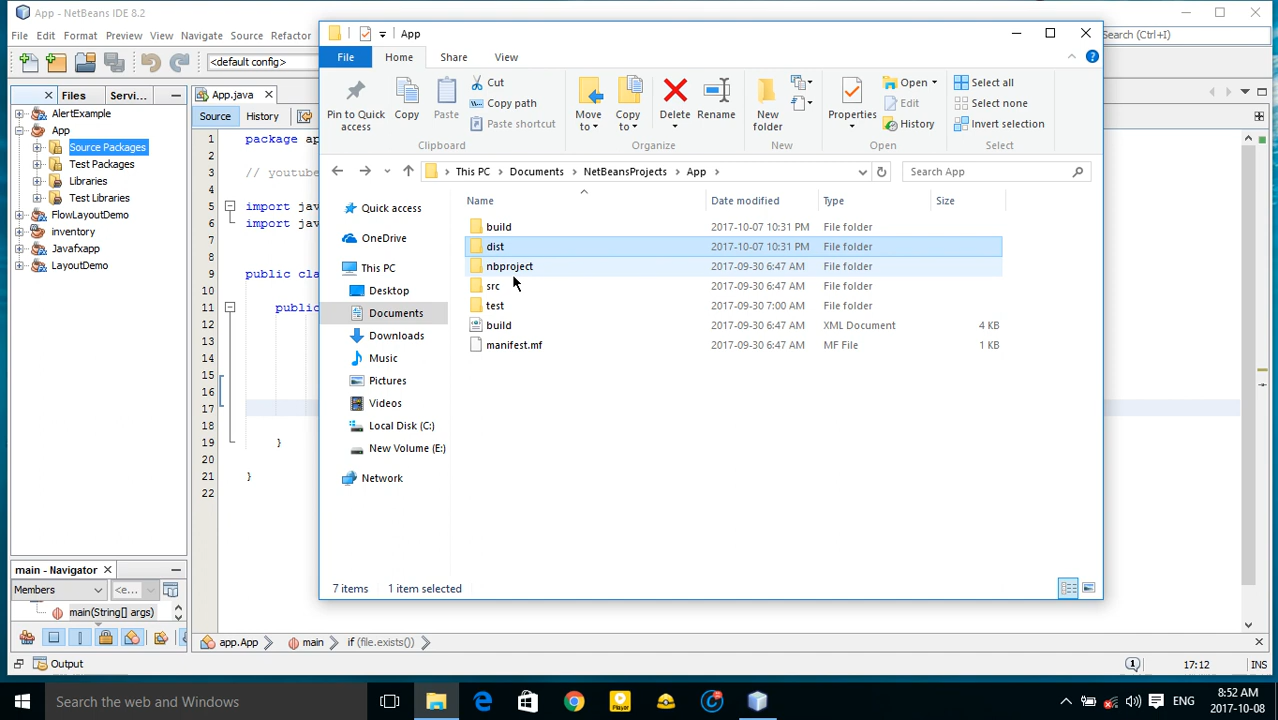 App - NetBeans IDE 8.2
File Edit Format Preview View Navigate Source Refactor
Search (Ctrl+I)
<default config>
Files Servi...
AlertExample
App
Source Packages
Test Packages
Libraries
Test Libraries
FlowLayoutDemo
inventory
Javafxapp
LayoutDemo
main - Navigator
Members <e...
main(String[] args)
App.java
Source History
1 package ap
2
3 // youtube
4
5 import jav
6 import jav
7
8
9 public clas
10
11 public
12
13
14
15
16
17
18 }
19
20
21 }
22
app.App main if (file.exists())
Output
1 17:12 INS
App
File Home Share View
Pin to Quick access
Copy
Paste
Cut
Copy path
Paste shortcut
Clipboard
Move to
Copy to
Delete
Rename
Organize
New folder
New
Properties
Open
Edit
History
Open
Select all
Select none
Invert selection
Select
This PC Documents NetBeansProjects App
Search App
Quick access
OneDrive
This PC
Desktop
Documents
Downloads
Music
Pictures
Videos
Local Disk (C:)
New Volume (E:)
Network
Name Date modified Type Size
build 2017-10-07 10:31 PM File folder
dist 2017-10-07 10:31 PM File folder
nbproject 2017-09-30 6:47 AM File folder
src 2017-09-30 6:47 AM File folder
test 2017-09-30 7:00 AM File folder
build 2017-09-30 6:47 AM XML Document 4 KB
manifest.mf 2017-09-30 6:47 AM MF File 1 KB
7 items 1 item selected
Search the web and Windows
Player
ENG
8:52 AM
2017-10-08